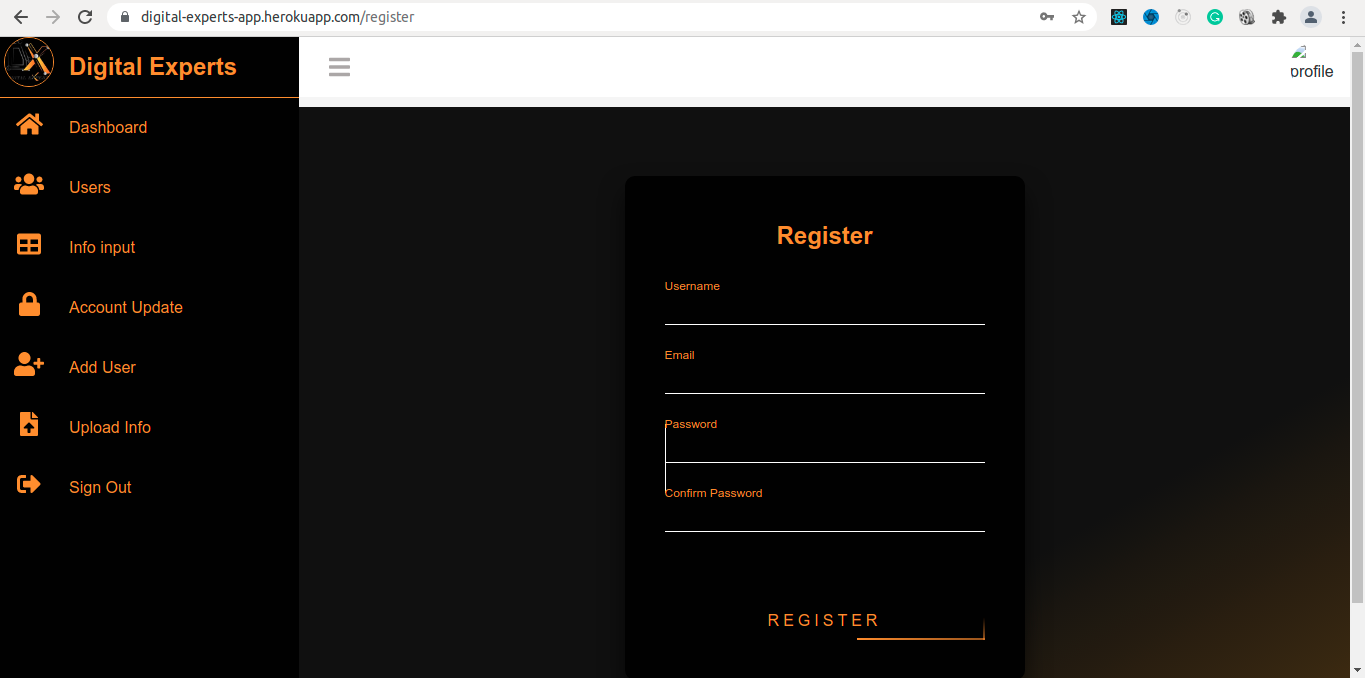 digital-experts-app.herokuapp.com/register
Digital Experts
profile
Dashboard
Users
Info input
Account Update
Add User
Upload Info
Sign Out
Register
Username
Email
Password
Confirm Password
REGISTER